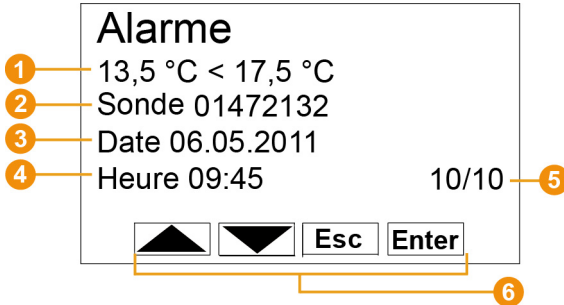 Alarme
1 13,5 °C < 17,5 °C
2 Sonde 01472132
3 Date 06.05.2011
4 Heure 09:45 10/10 5
Esc Enter
6